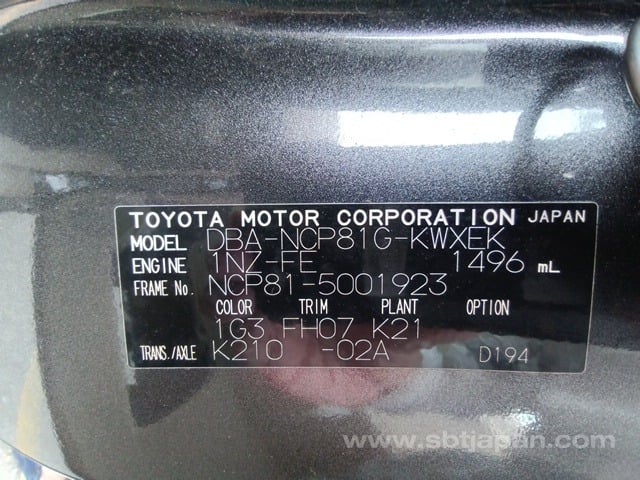 TOYOTA MOTOR CORPORATION JAPAN
MODEL DBA-NCP81G-KWXEK
ENGINE 1NZ-FE 1496 mL
FRAME No. NCP81-5001923
COLOR TRIM PLANT OPTION
1G3 FH07 K21
TRANS./AXLE K210 -02A D194
www.sbtjapan.com